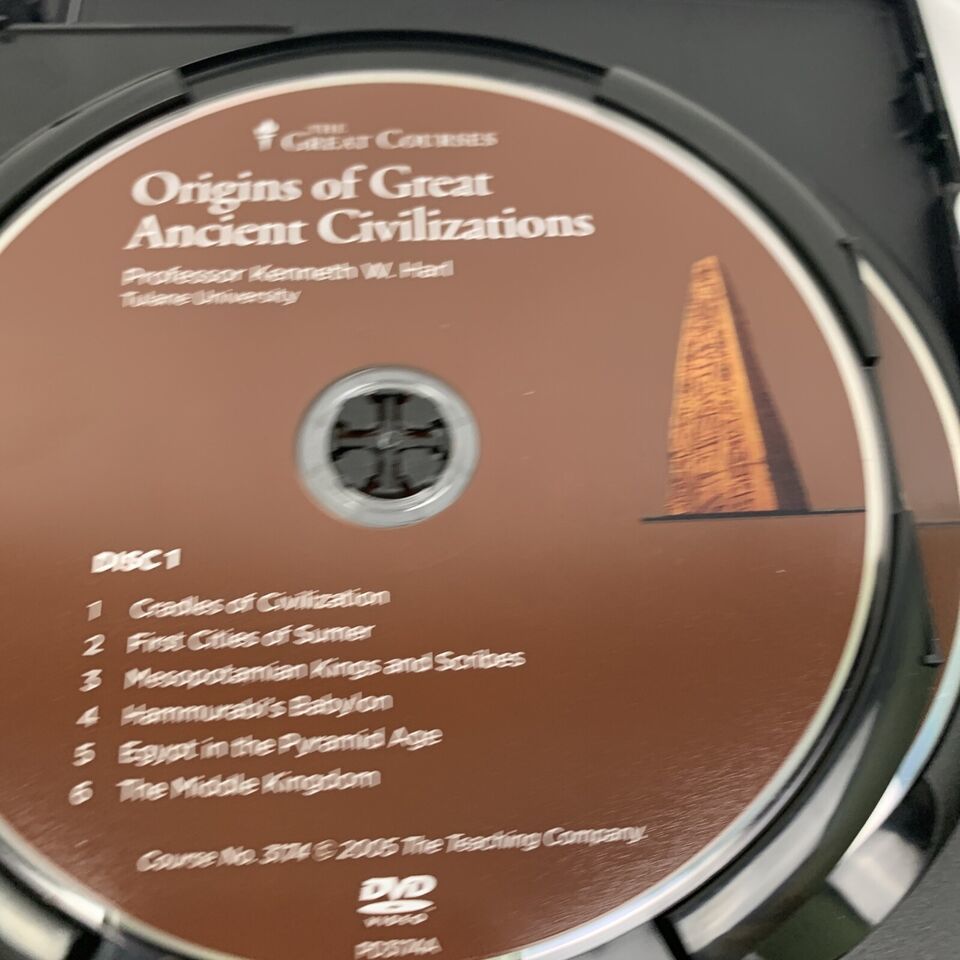 THE
GREAT COURSES
Origins of Great
Ancient Civilizations
Professor Kenneth W. Harl
Tulane University
DISC 1
1 Cradles of Civilization
2 First Cities of Sumer
3 Mesopotamian Kings and Scribes
4 Hammurabi's Babylon
5 Egypt in the Pyramid Age
6 The Middle Kingdom
Course No. 3174 © 2005 The Teaching Company.
DVD
VIDEO
PD3174A